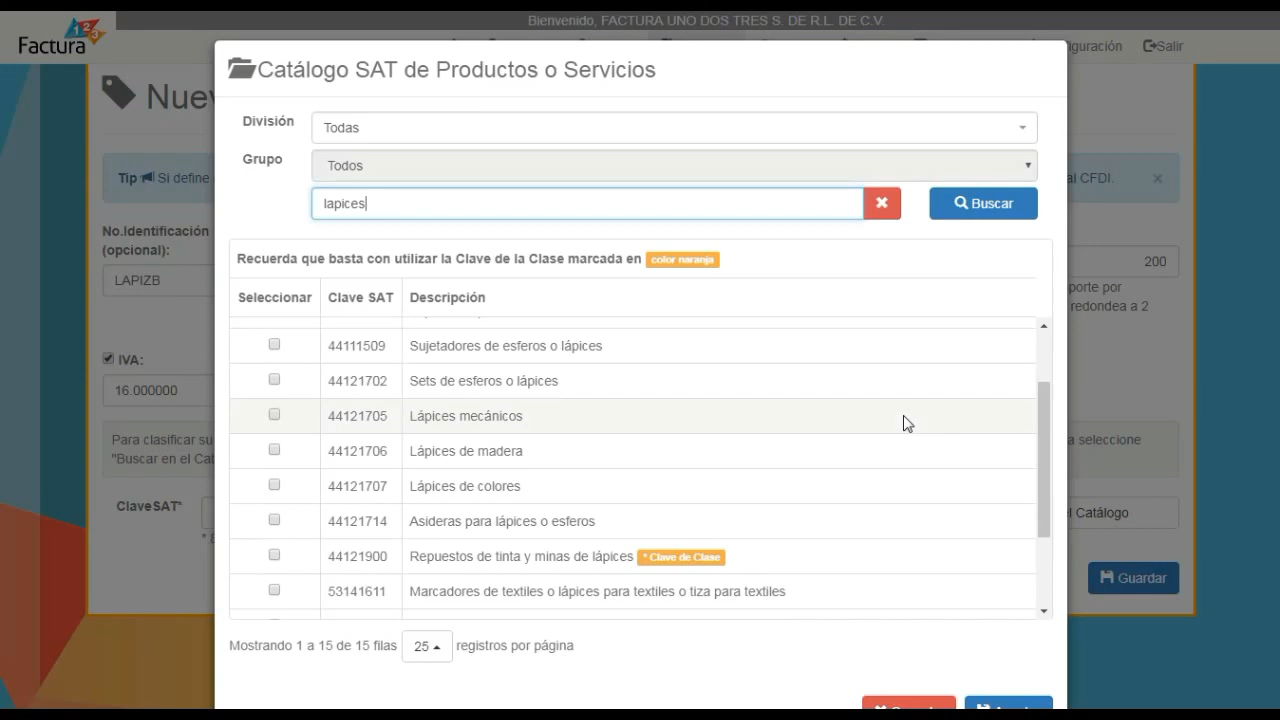 Bienvenido, FACTURA UNO DOS TRES S. DE R.L. DE C.V.
Factura 123
Salir
Catálogo SAT de Productos o Servicios
División
Todas
Grupo
Todos
lapices
Buscar
Tip Si define
al CFDI.
No.Identificación
(opcional):
LAPIZB
200
porte por
redondea a 2
IVA:
16.000000
Para clasificar su
"Buscar en el Ca
a seleccione
ClaveSAT*
el Catálogo
Guardar
Recuerda que basta con utilizar la Clave de la Clase marcada en color naranja
Seleccionar Clave SAT Descripción
44111509 Sujetadores de esferos o lápices
44121702 Sets de esferos o lápices
44121705 Lápices mecánicos
44121706 Lápices de madera
44121707 Lápices de colores
44121714 Asideras para lápices o esferos
44121900 Repuestos de tinta y minas de lápices * Clave de Clase
53141611 Marcadores de textiles o lápices para textiles o tiza para textiles
Mostrando 1 a 15 de 15 filas 25 registros por página